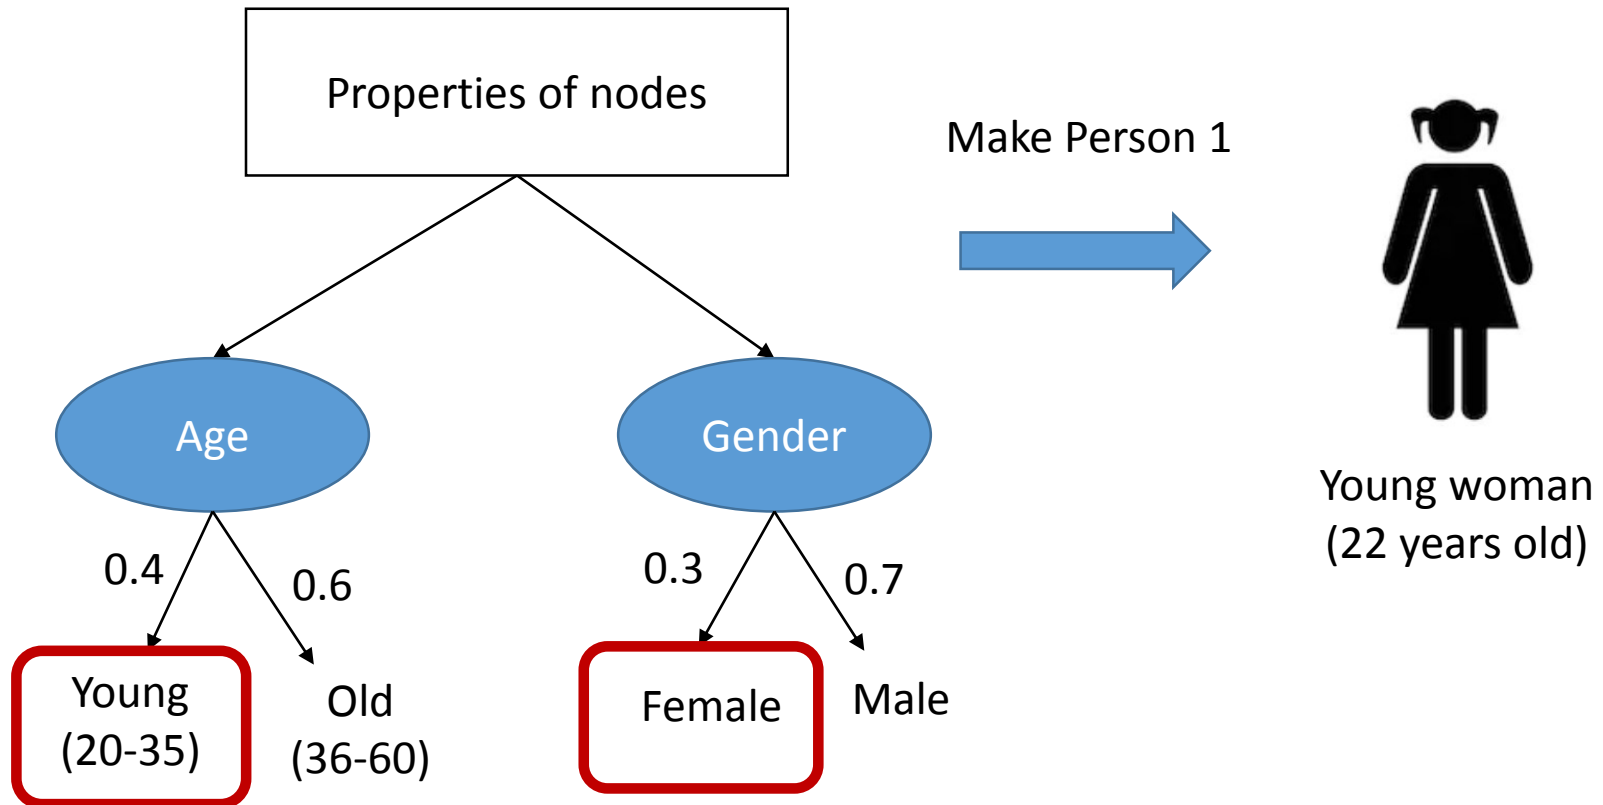 Properties of nodes
Make Person 1
Age
Gender
Young woman
(22 years old)
0.4
0.6
0.3
0.7
Young
(20-35)
Old
(36-60)
Female
Male